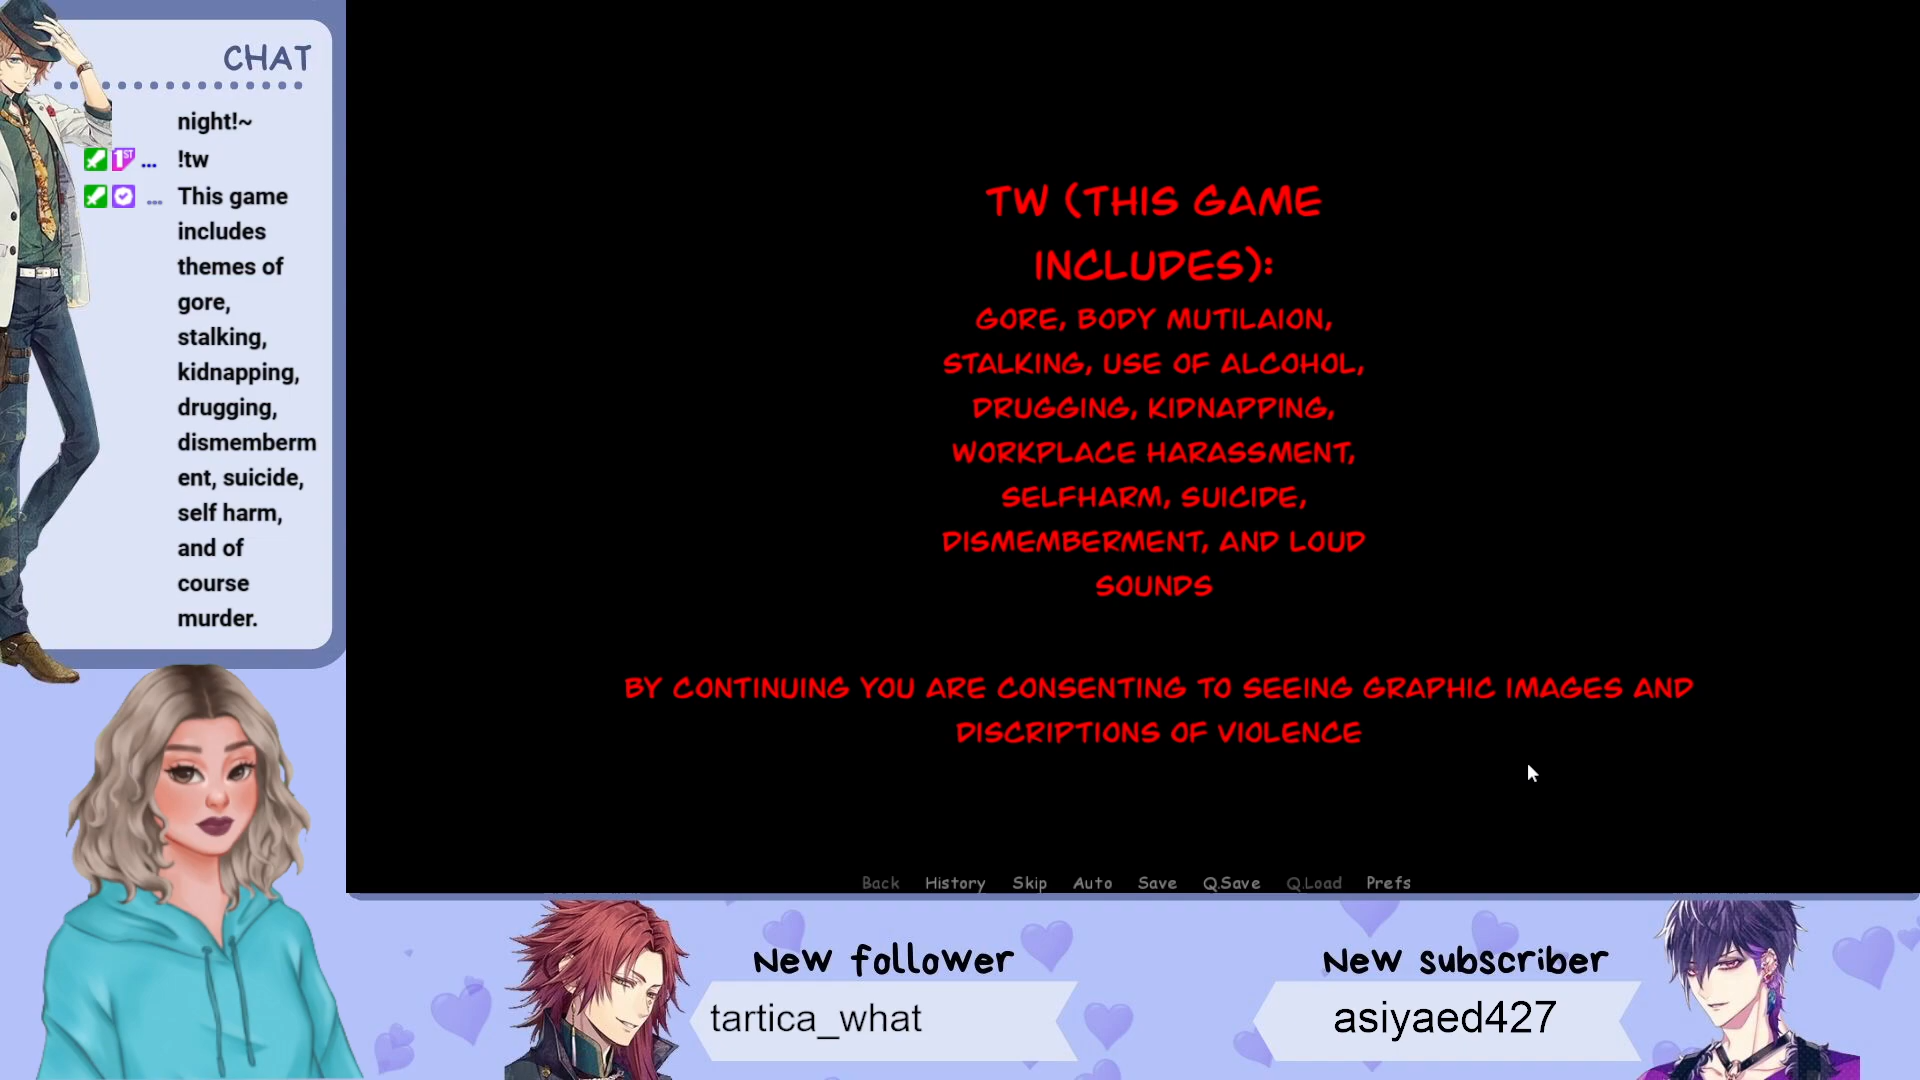 CHAT
night!~
... !tw
... This game
includes
themes of
gore,
stalking,
kidnapping,
drugging,
dismemberm
ent, suicide,
self harm,
and of
course
murder.
TW (THIS GAME
INCLUDES):
GORE, BODY MUTILAION,
STALKING, USE OF ALCOHOL,
DRUGGING, KIDNAPPING,
WORKPLACE HARASSMENT,
SELFHARM, SUICIDE,
DISMEMBERMENT, AND LOUD
SOUNDS
BY CONTINUING YOU ARE CONSENTING TO SEEING GRAPHIC IMAGES AND
DISCRIPTIONS OF VIOLENCE
Back History Skip Auto Save Q.Save Q.Load Prefs
New follower
tartica_what
New subscriber
asiyaed427